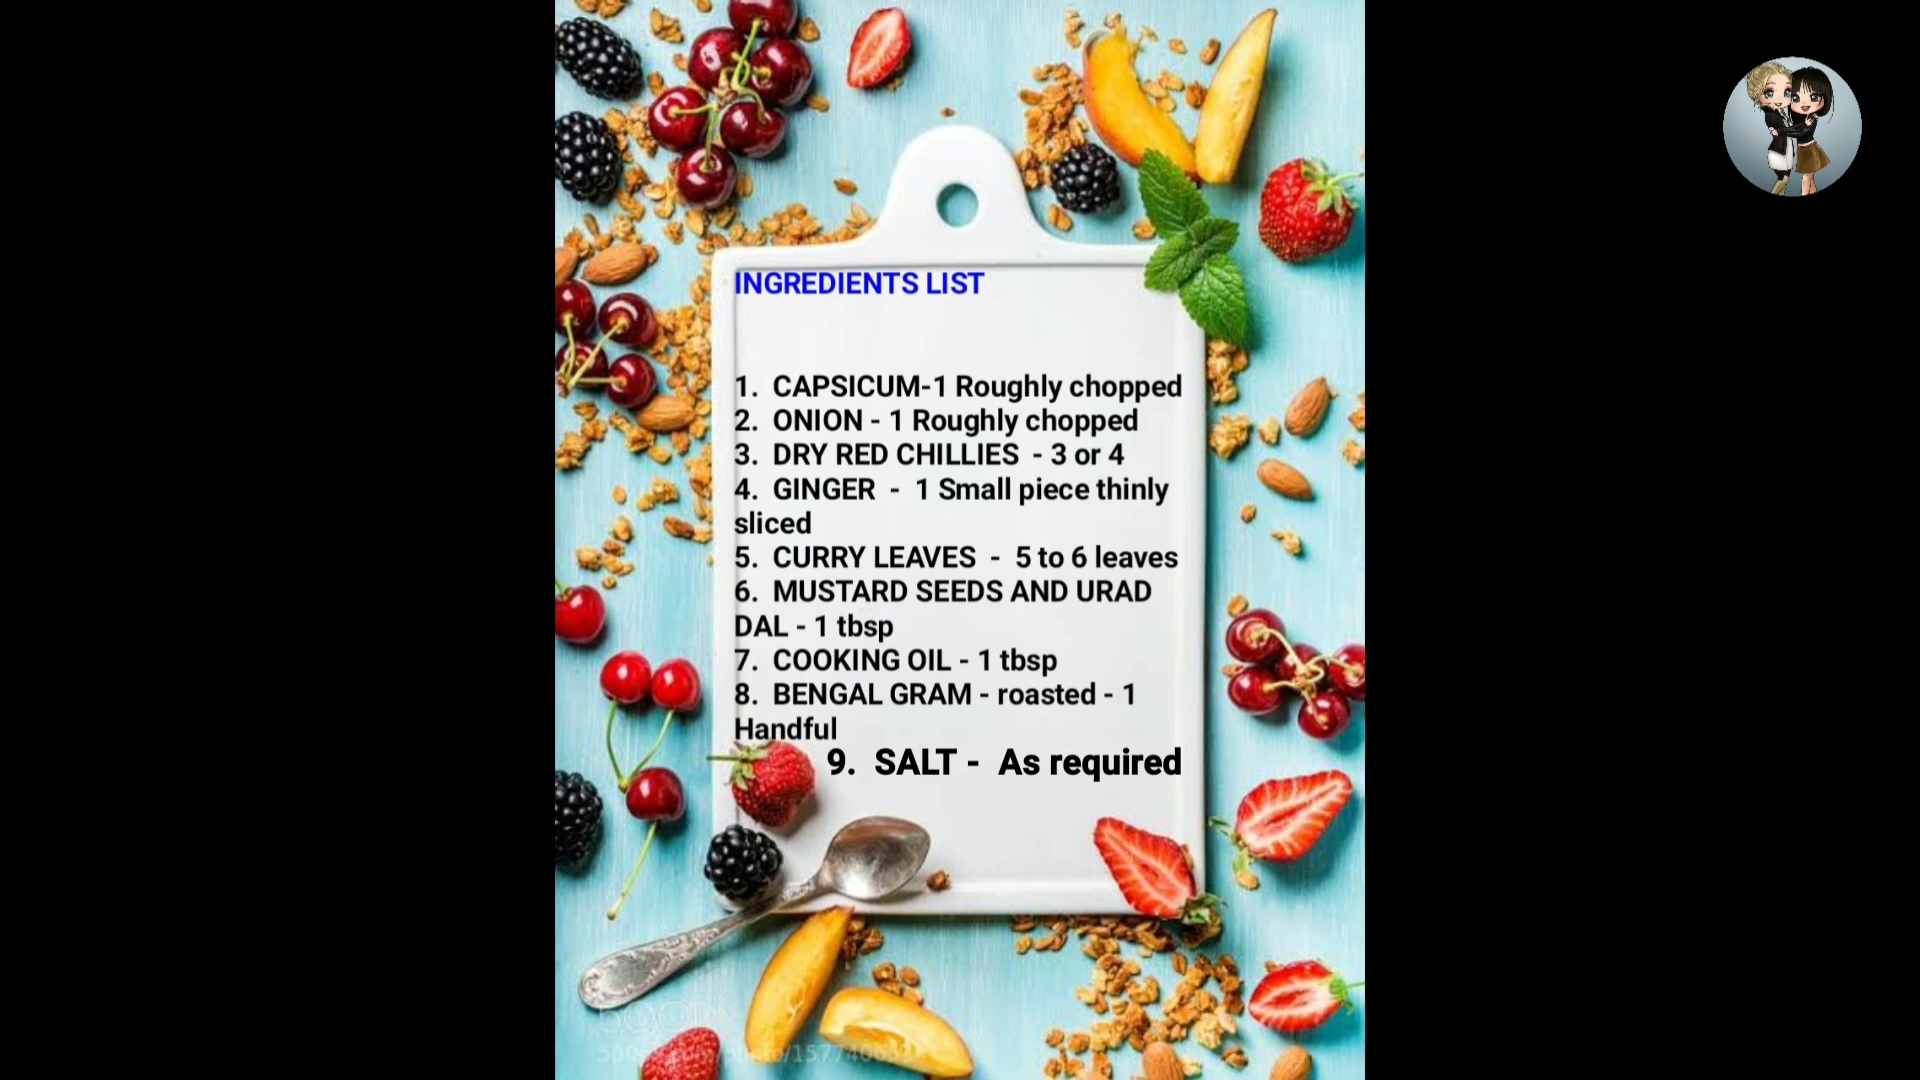 INGREDIENTS LIST
1. CAPSICUM-1 Roughly chopped
2. ONION - 1 Roughly chopped
3. DRY RED CHILLIES - 3 or 4
4. GINGER - 1 Small piece thinly
sliced
5. CURRY LEAVES - 5 to 6 leaves
6. MUSTARD SEEDS AND URAD
DAL - 1 tbsp
7. COOKING OIL - 1 tbsp
8. BENGAL GRAM - roasted - 1
Handful
9. SALT - As required